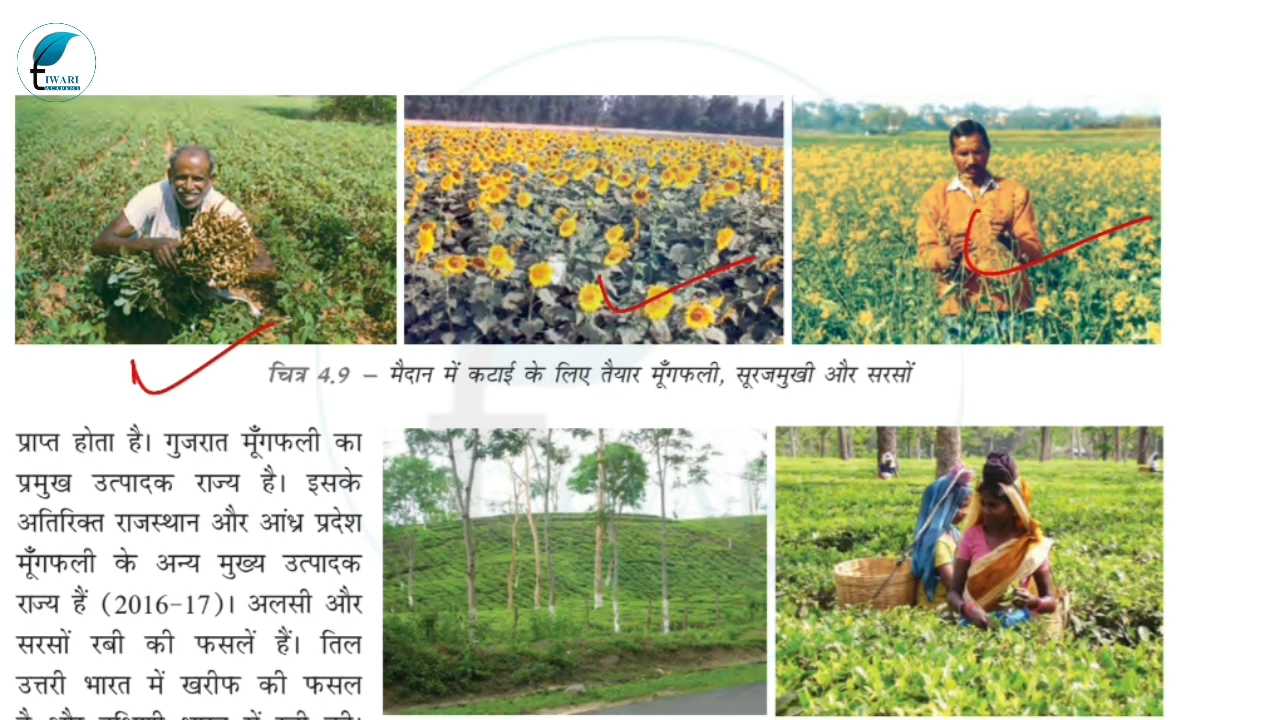 tIWARI
ACADEMY
चित्र 4.9 – मैदान में कटाई के लिए तैयार मूँगफली, सूरजमुखी और सरसों
प्राप्त होता है। गुजरात मूँगफली का
प्रमुख उत्पादक राज्य है। इसके
अतिरिक्त राजस्थान और आंध्र प्रदेश
मूँगफली के अन्य मुख्य उत्पादक
राज्य हैं (2016-17)। अलसी और
सरसों रबी की फसलें हैं। तिल
उत्तरी भारत में खरीफ की फसल